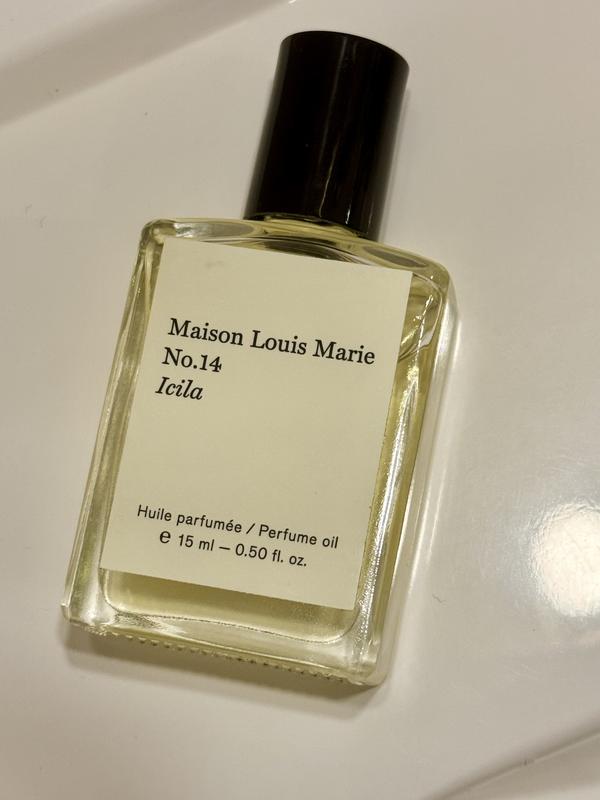 Maison Louis Marie
No.14
Icila
Huile parfumée / Perfume oil
℮ 15 ml – 0.50 fl. oz.